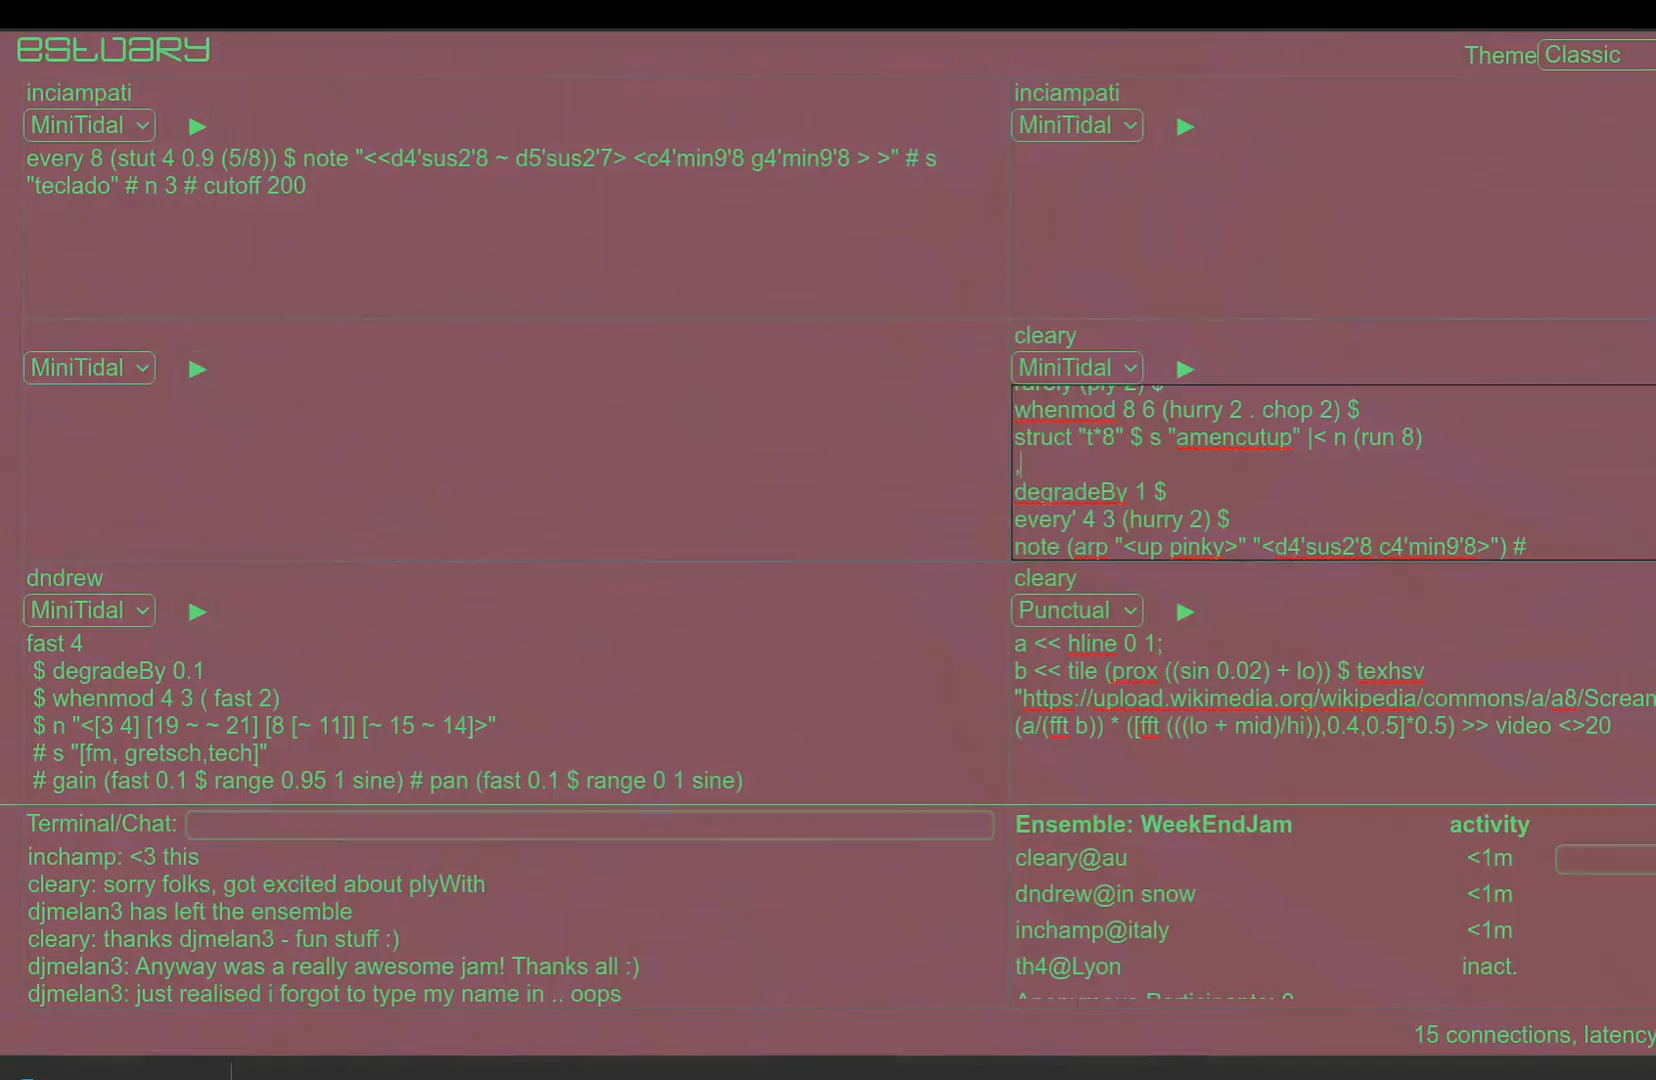 estuary
Theme Classic
inciampati
MiniTidal
every 8 (stut 4 0.9 (5/8)) $ note "<<d4'sus2'8 ~ d5'sus2'7> <c4'min9'8 g4'min9'8 > >" # s
"teclado" # n 3 # cutoff 200
inciampati
MiniTidal
MiniTidal
cleary
MiniTidal
rarely (ply 2) $
whenmod 8 6 (hurry 2 . chop 2) $
struct "t*8" $ s "amencutup" |< n (run 8)
,
degradeBy 1 $
every' 4 3 (hurry 2) $
note (arp "<up pinky>" "<d4'sus2'8 c4'min9'8>") #
dndrew
MiniTidal
fast 4
$ degradeBy 0.1
$ whenmod 4 3 ( fast 2)
$ n "<[3 4] [19 ~ ~ 21] [8 [~ 11]] [~ 15 ~ 14]>"
# s "[fm, gretsch,tech]"
# gain (fast 0.1 $ range 0.95 1 sine) # pan (fast 0.1 $ range 0 1 sine)
cleary
Punctual
a << hline 0 1;
b << tile (prox ((sin 0.02) + lo)) $ texhsv
"https://upload.wikimedia.org/wikipedia/commons/a/a8/Screan
(a/(fft b)) * ([fft (((lo + mid)/hi)),0.4,0.5]*0.5) >> video <>20
Terminal/Chat:
inchamp: <3 this
cleary: sorry folks, got excited about plyWith
djmelan3 has left the ensemble
cleary: thanks djmelan3 - fun stuff :)
djmelan3: Anyway was a really awesome jam! Thanks all :)
djmelan3: just realised i forgot to type my name in .. oops
Ensemble: WeekEndJam activity
cleary@au <1m
dndrew@in snow <1m
inchamp@italy <1m
th4@Lyon inact.
Anonymous Participants: 0
15 connections, latency